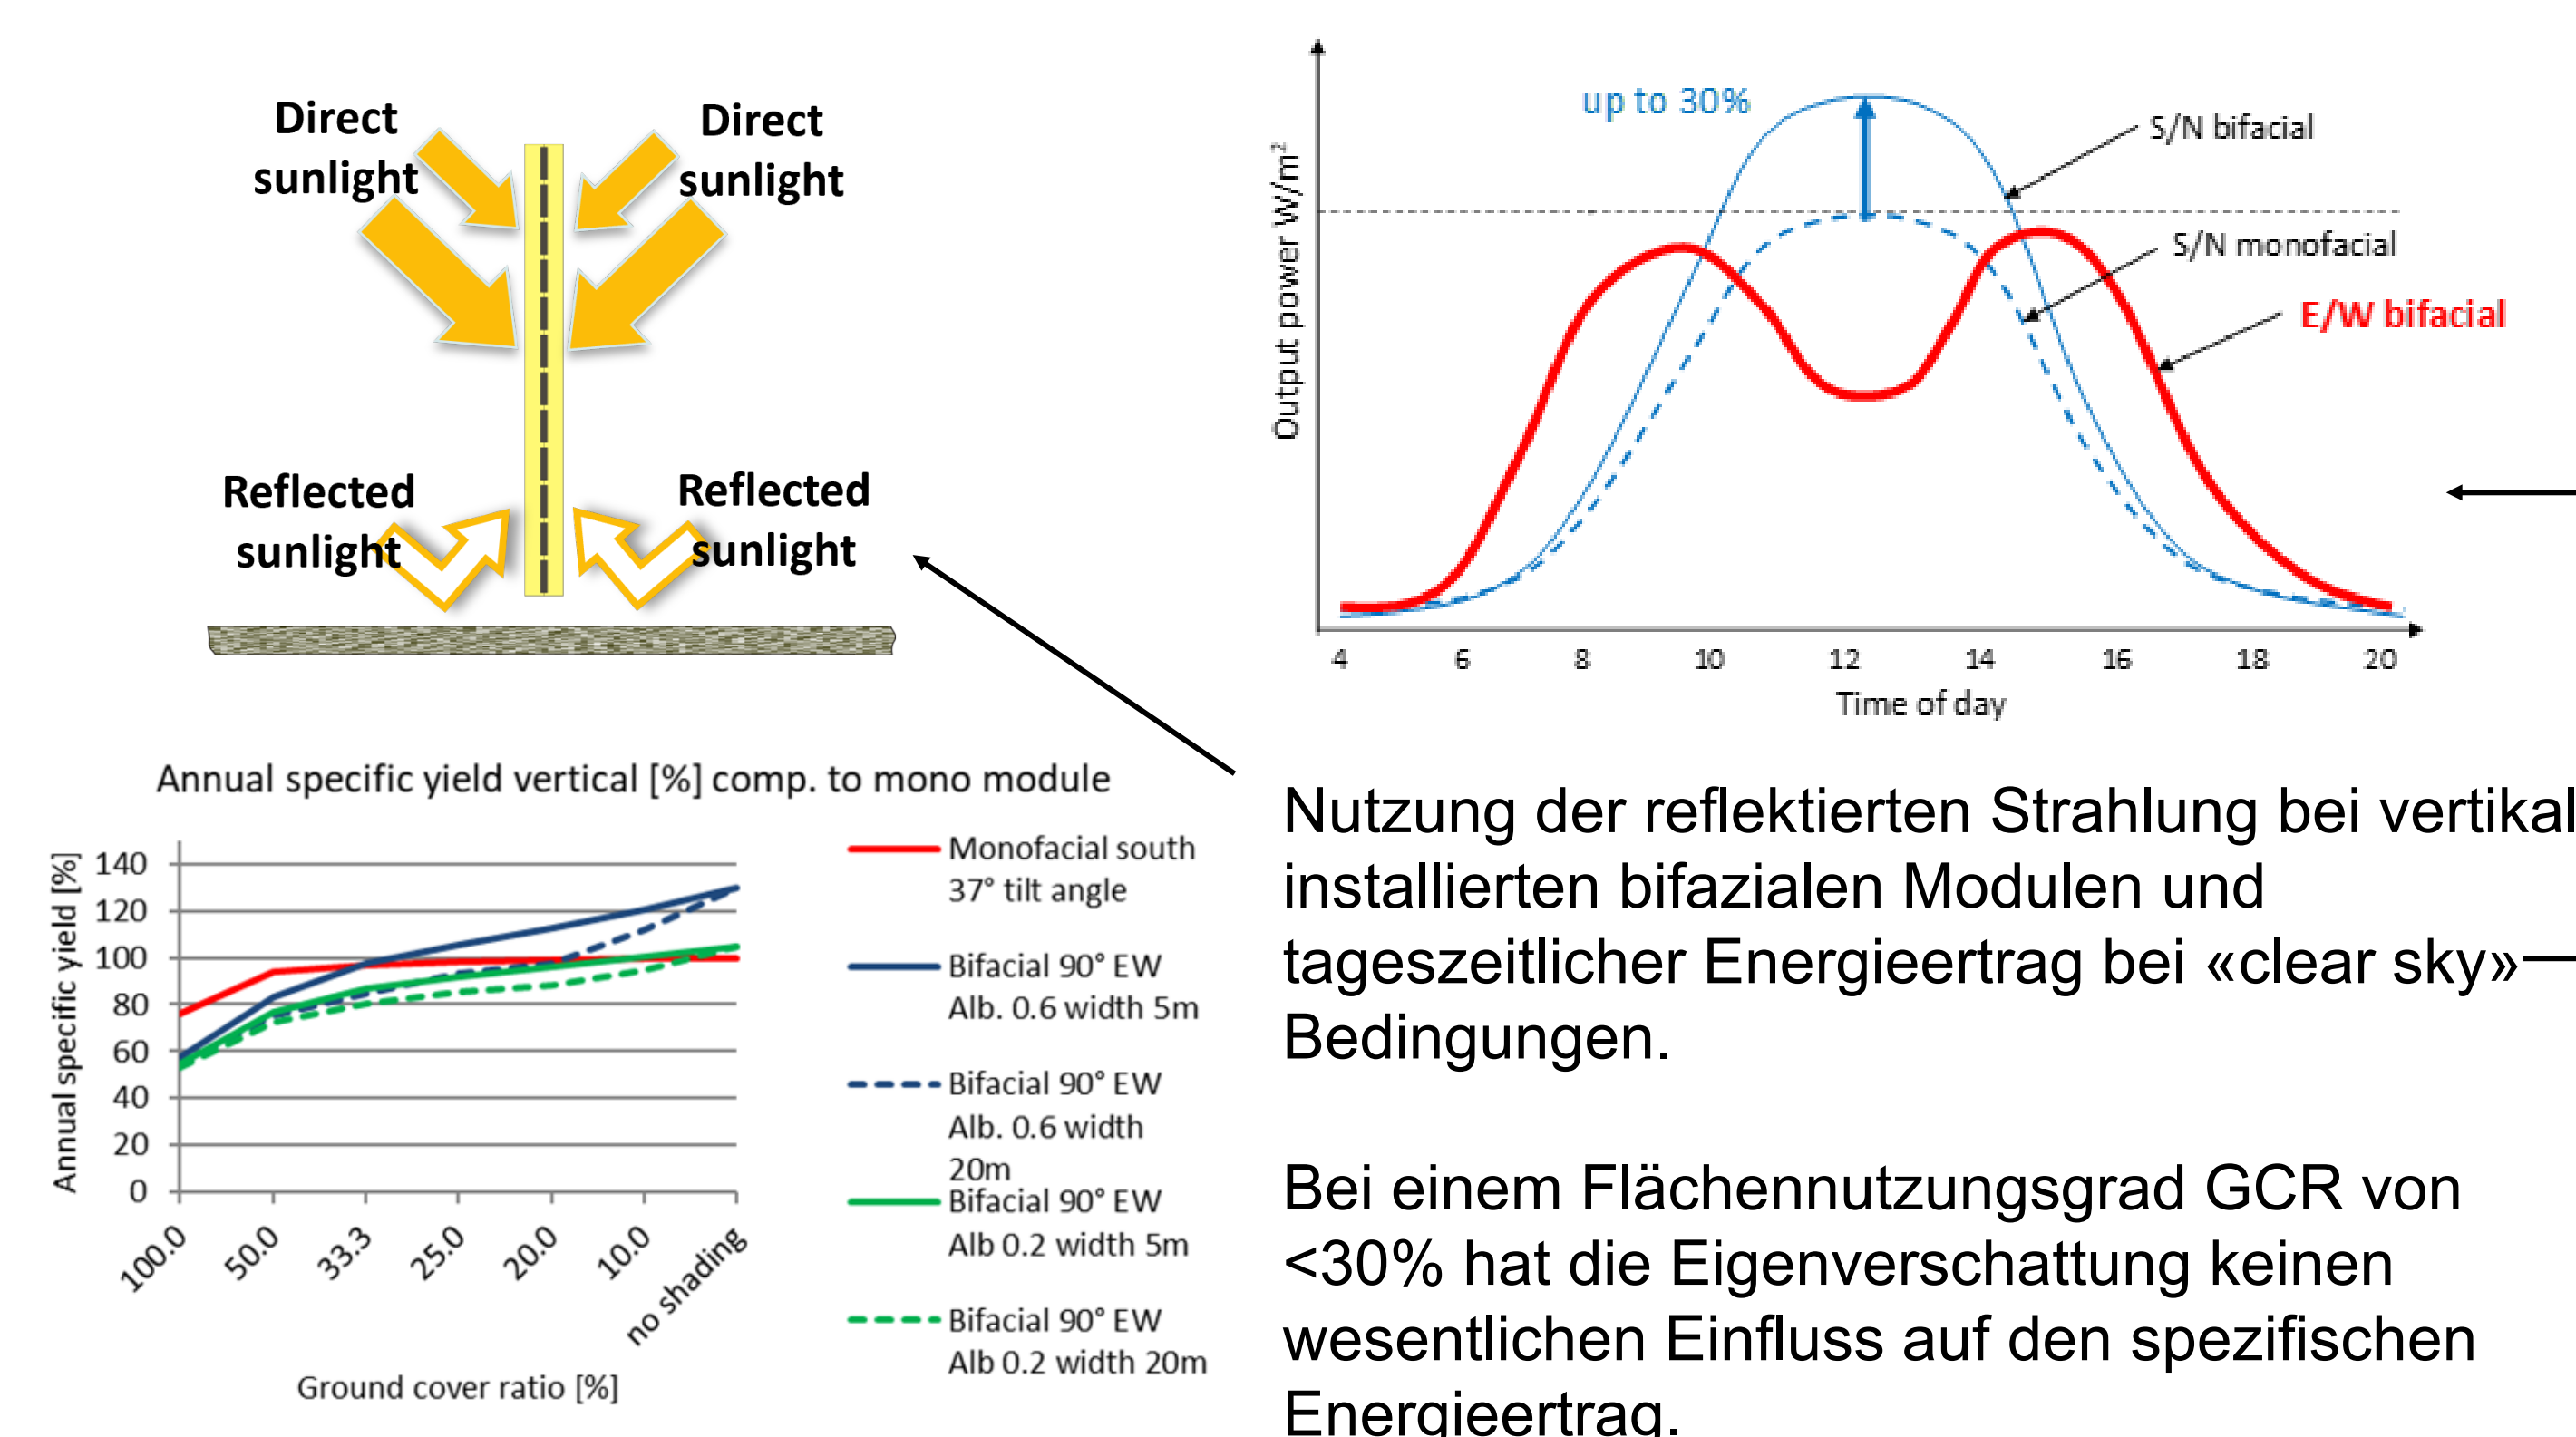 Direct
sunlight
Direct
sunlight
Reflected
sunlight
Reflected
sunlight
Output power W/m²
up to 30%
S/N bifacial
S/N monofacial
E/W bifacial
4 6 8 10 12 14 16 18 20
Time of day
Annual specific yield vertical [%] comp. to mono module
Annual specific yield [%]
140
120
100
80
60
40
20
0
100.0 50.0 33.3 25.0 20.0 10.0 no shading
Ground cover ratio [%]
Monofacial south
37° tilt angle
Bifacial 90° EW
Alb. 0.6 width 5m
Bifacial 90° EW
Alb. 0.6 width
20m
Bifacial 90° EW
Alb 0.2 width 5m
Bifacial 90° EW
Alb 0.2 width 20m
Nutzung der reflektierten Strahlung bei vertikal
installierten bifazialen Modulen und
tageszeitlicher Energieertrag bei «clear sky»
Bedingungen.
Bei einem Flächennutzungsgrad GCR von
<30% hat die Eigenverschattung keinen
wesentlichen Einfluss auf den spezifischen
Energieertrag.